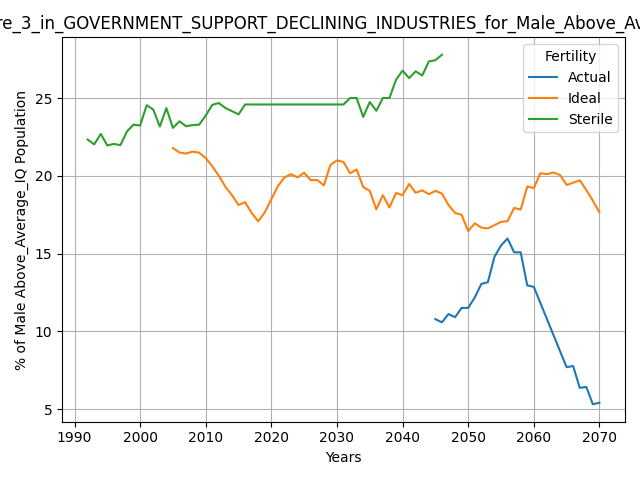 re_3_in_GOVERNMENT_SUPPORT_DECLINING_INDUSTRIES_for_Male_Above_Av
Fertility
Actual
Ideal
Sterile
% of Male Above_Average_IQ Population
25
20
15
10
5
1990 2000 2010 2020 2030 2040 2050 2060 2070
Years